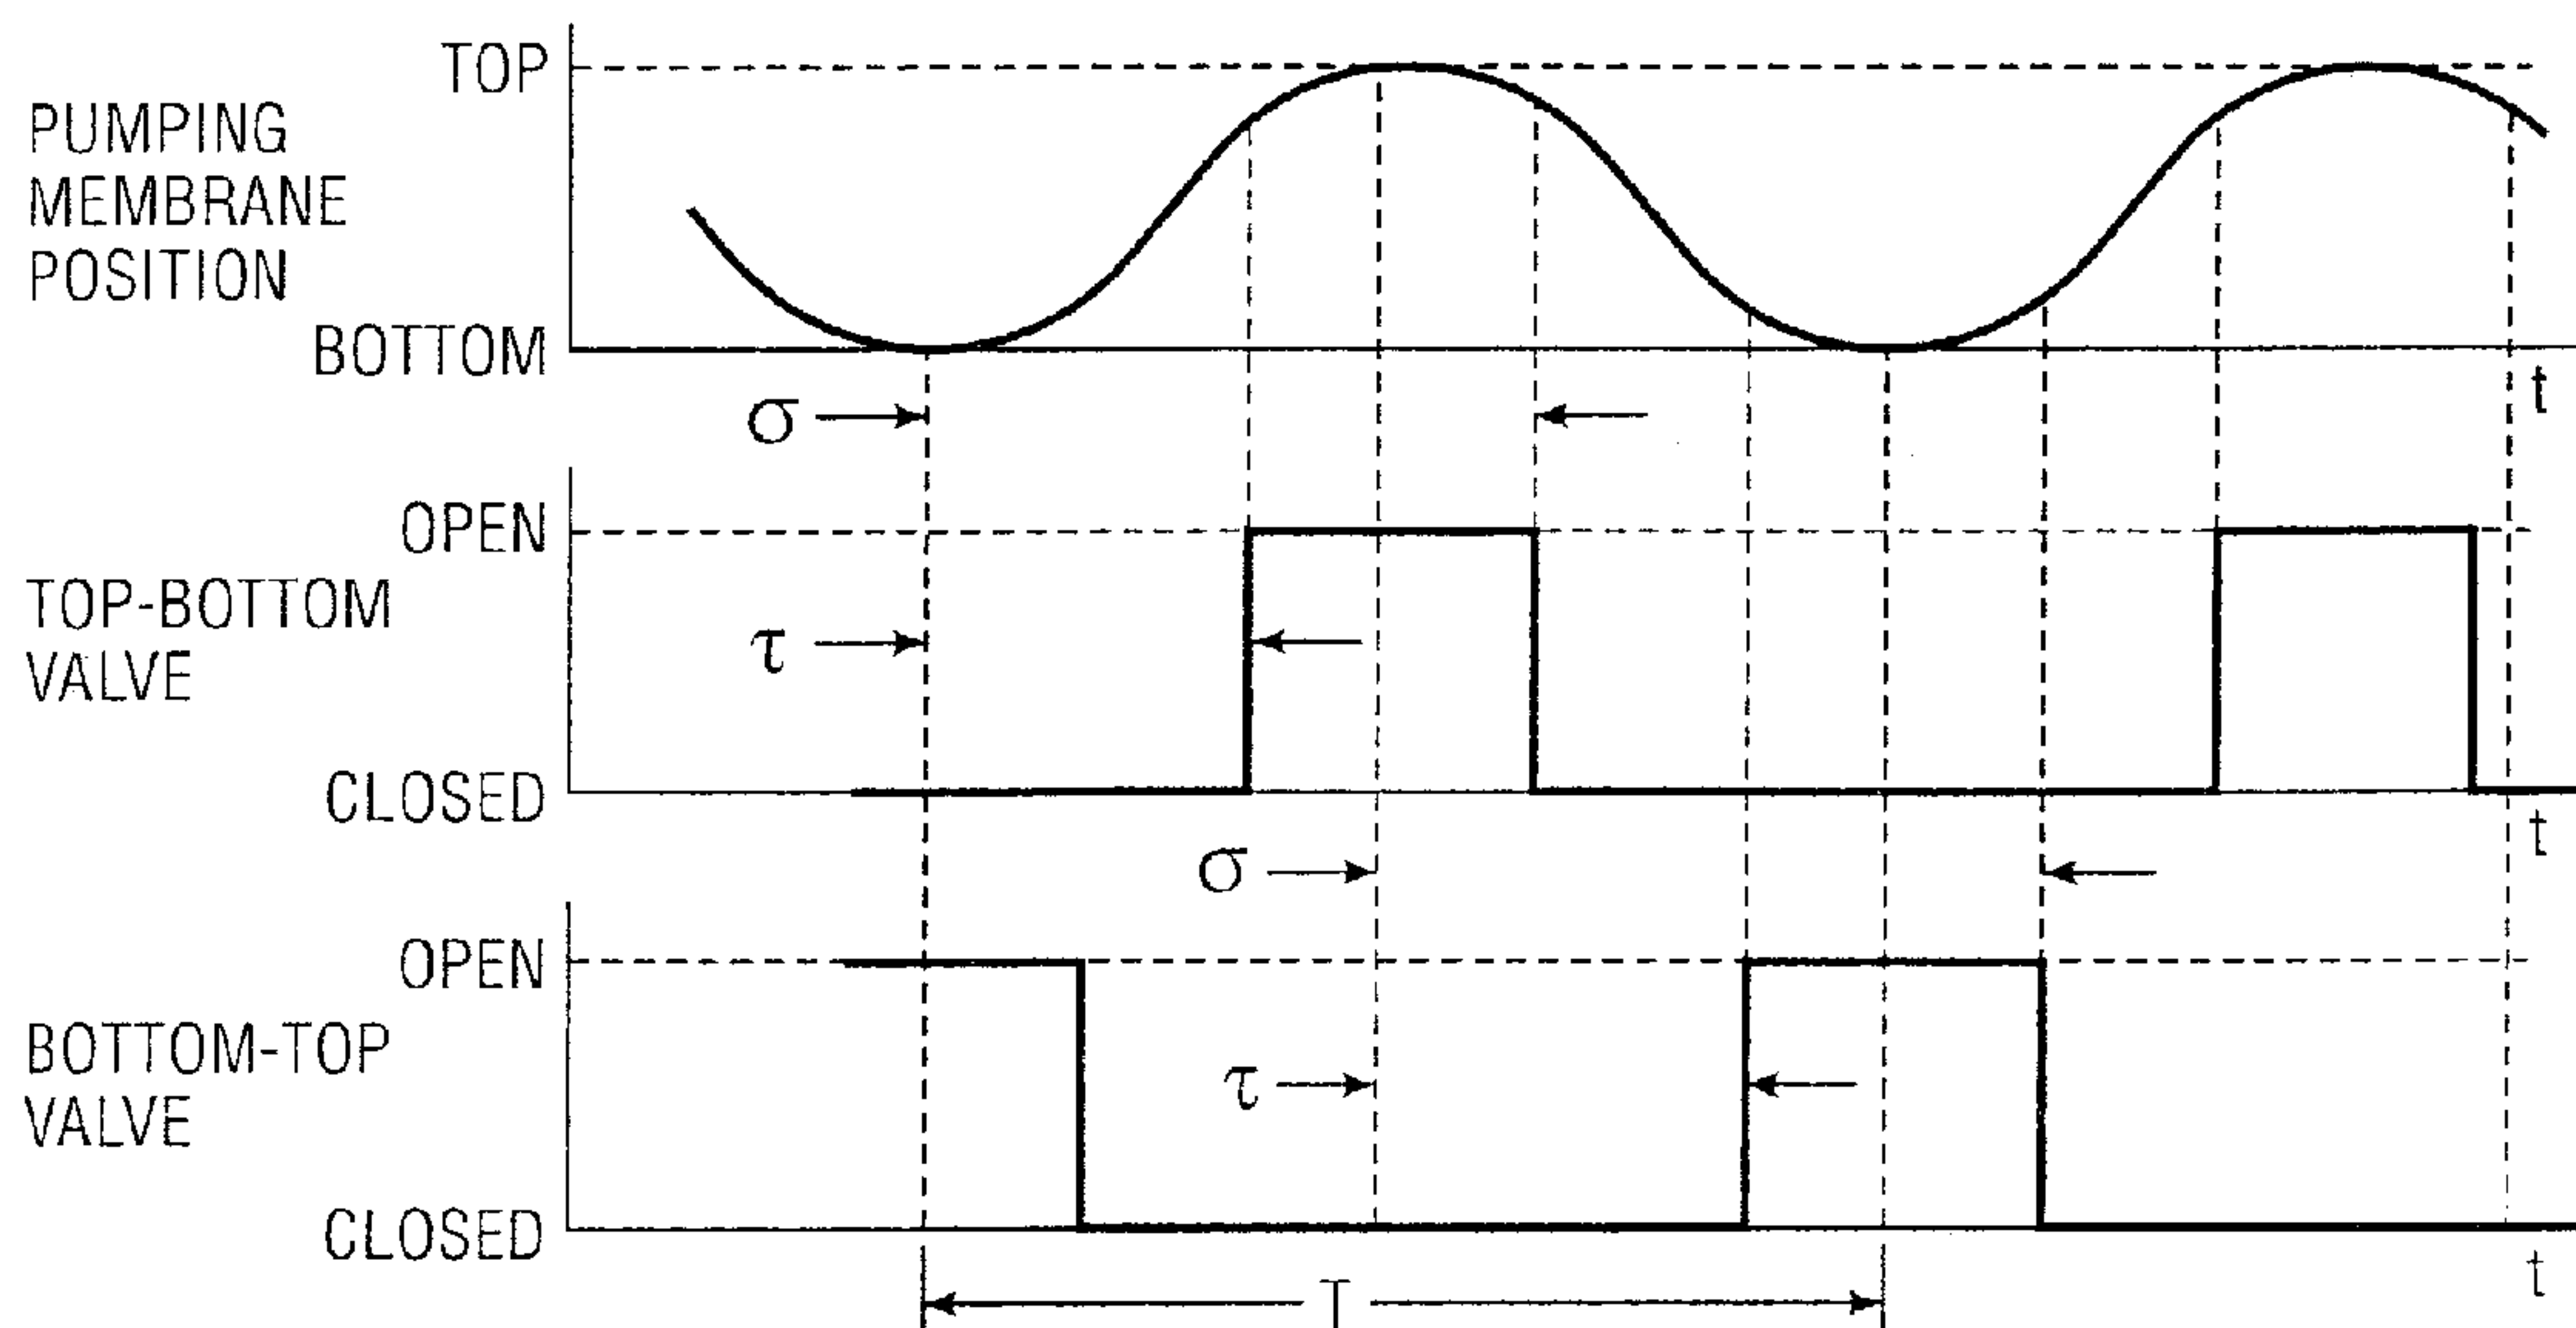 TOP
PUMPING
MEMBRANE
POSITION
BOTTOM
t
σ
OPEN
TOP-BOTTOM
VALVE
τ
CLOSED
t
σ
OPEN
BOTTOM-TOP
VALVE
τ
CLOSED
t
T